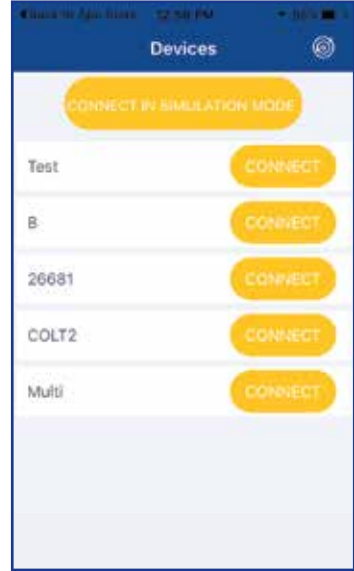 12:58 PM
Devices
CONNECT IN SIMULATION MODE
Test CONNECT
B CONNECT
26681 CONNECT
COLT2 CONNECT
Multi CONNECT